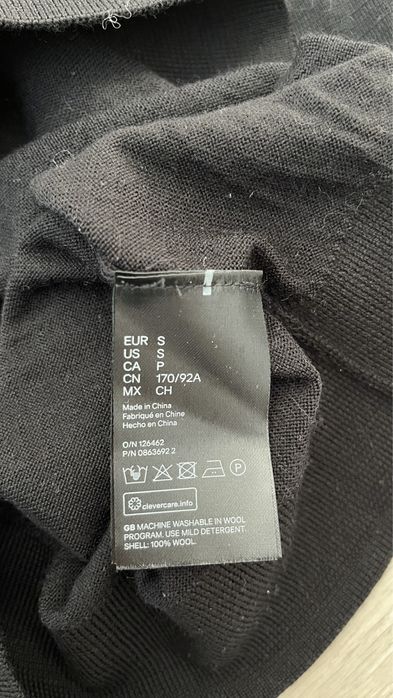 EUR S
US S
CA P
CN 170/92A
MX CH
Made in China
Fabriqué en Chine
Hecho en China
O/N 126462
P/N 0863692 2
P
clevercare.info
GB MACHINE WASHABLE IN WOOL
PROGRAM. USE MILD DETERGENT.
SHELL: 100% WOOL.